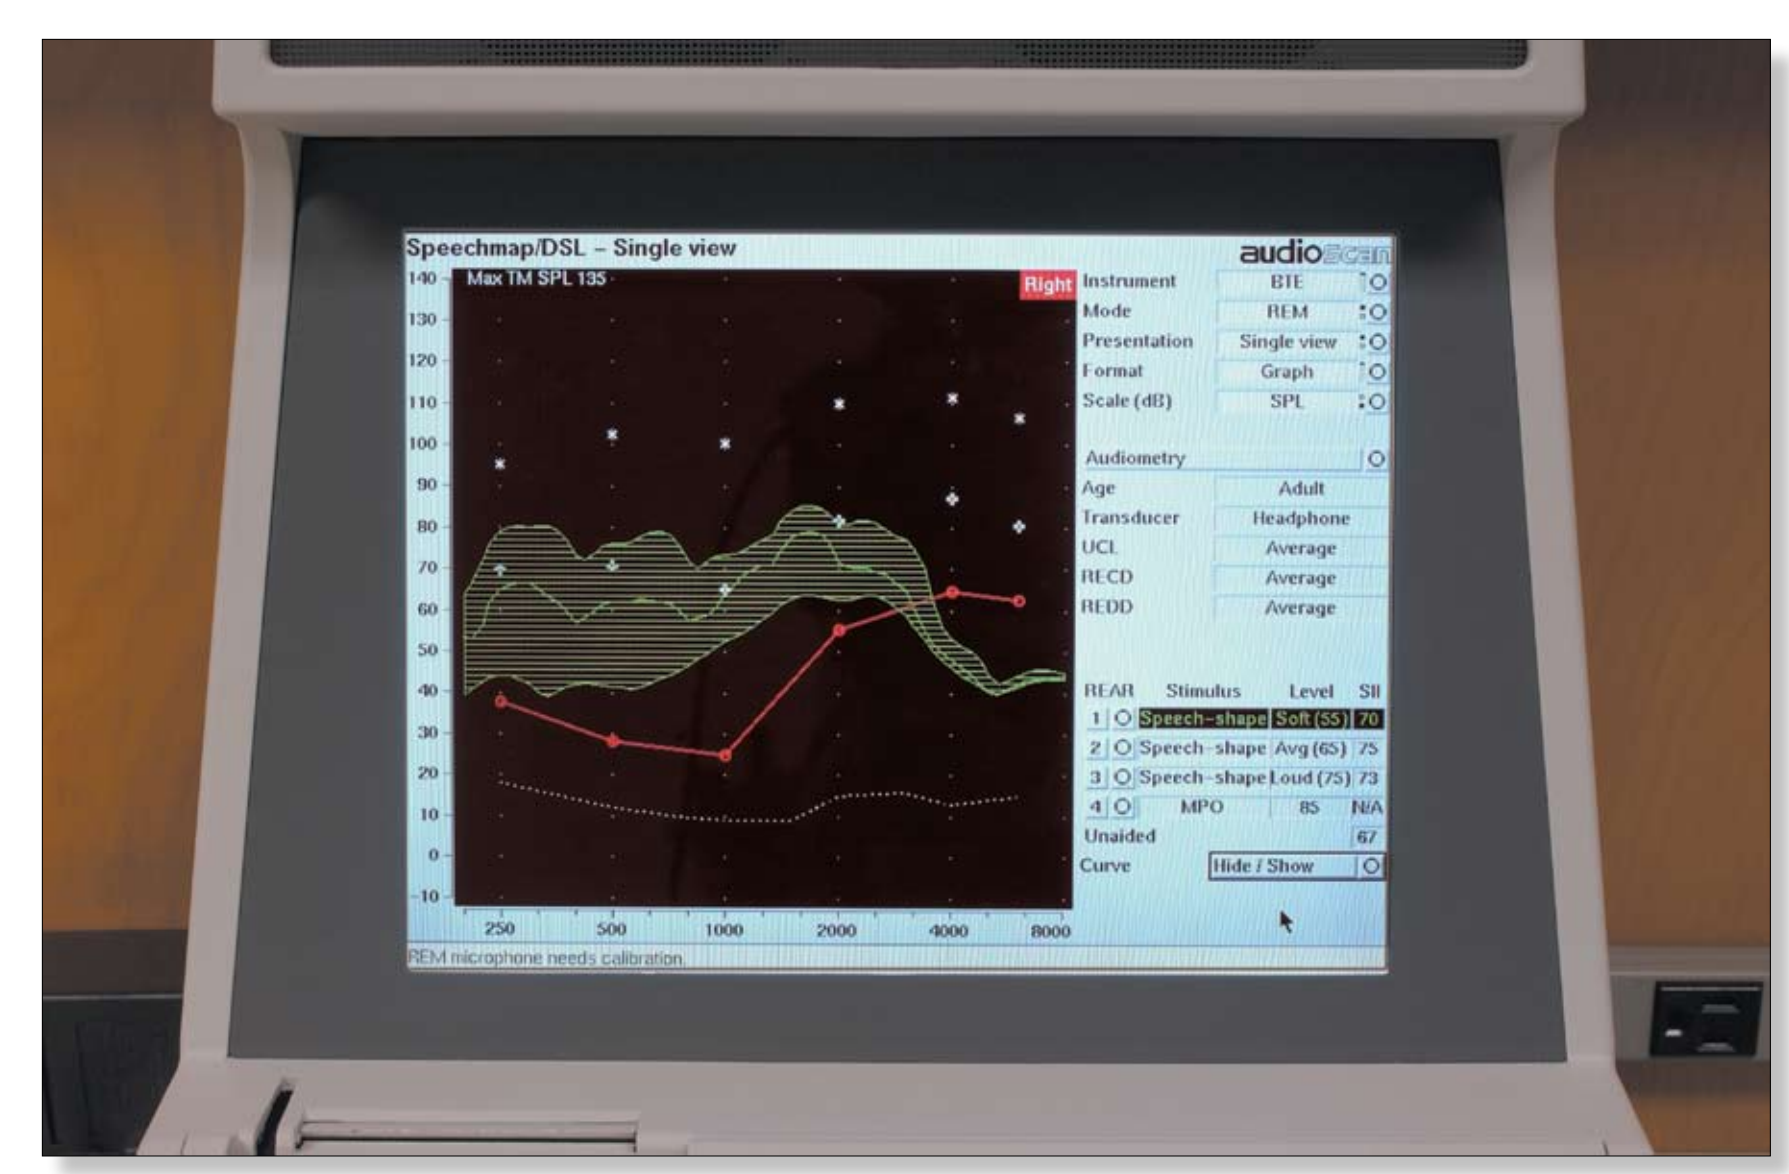 Speechmap/DSL – Single view
audioscan
Max TM SPL 135
Right
140
130
120
110
100
90
80
70
60
50
40
30
20
10
0
-10
250 500 1000 2000 4000 8000
Instrument BTE
Mode REM
Presentation Single view
Format Graph
Scale (dB) SPL
Audiometry
Age Adult
Transducer Headphone
UCL Average
RECD Average
REDD Average
REAR Stimulus Level SII
1 Speech-shape Soft (55) 70
2 Speech-shape Avg (65) 75
3 Speech-shape Loud (75) 73
4 MPO 85 N/A
Unaided 67
Curve Hide / Show
REM microphone needs calibration.